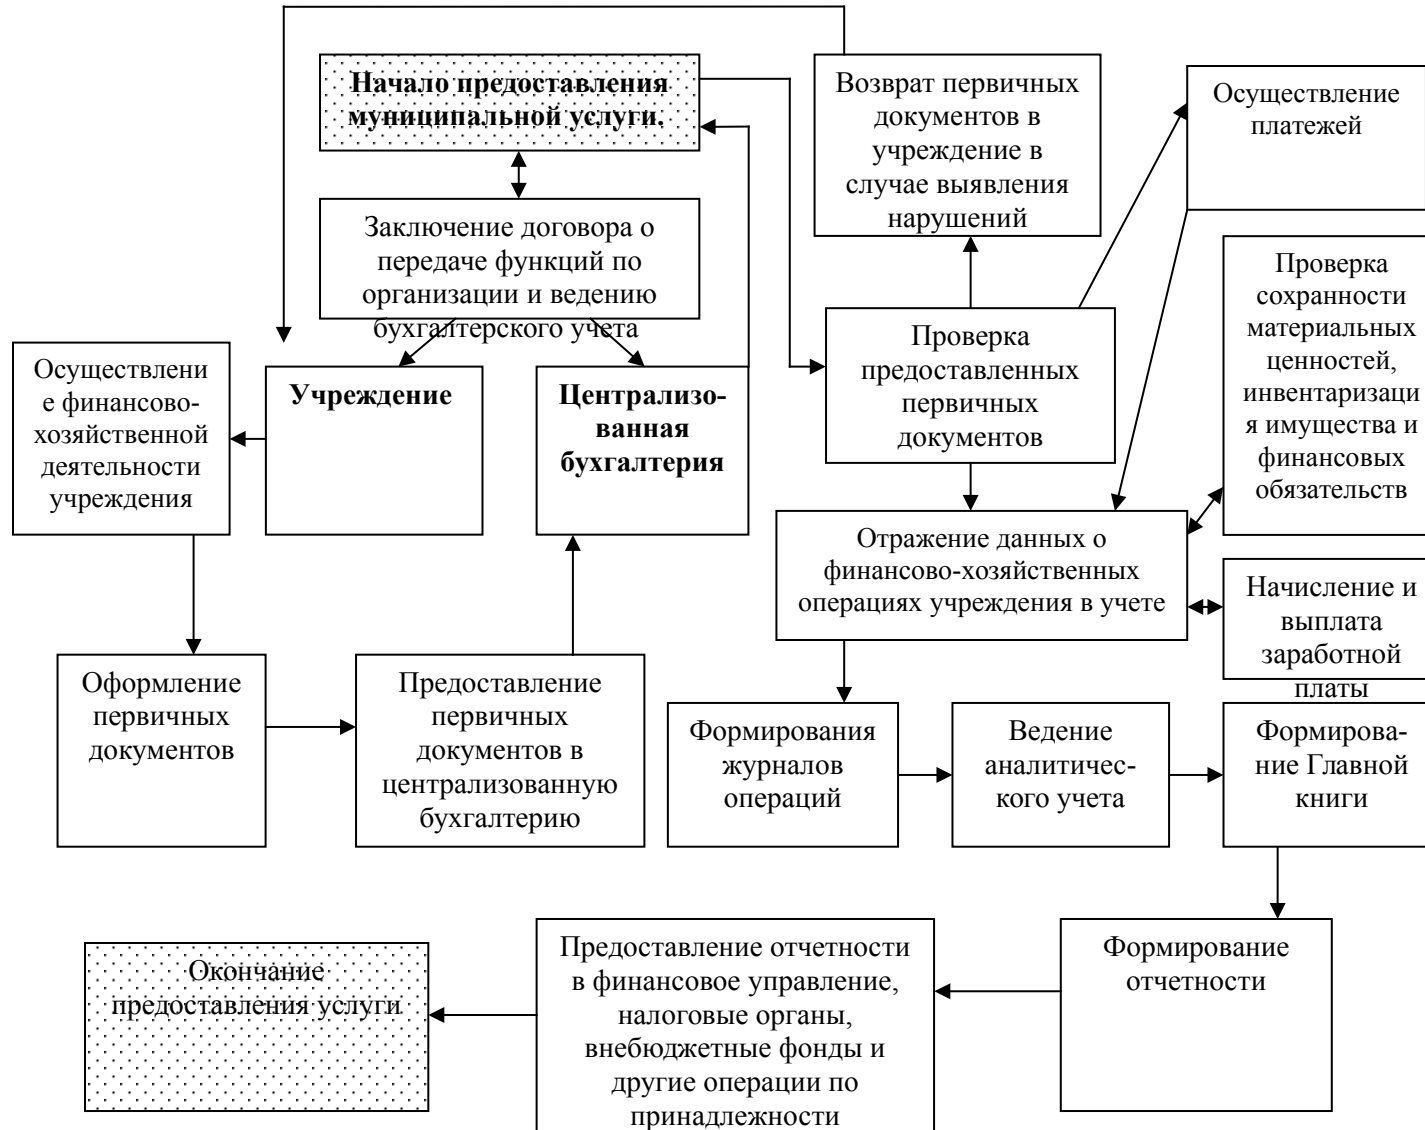 Начало предоставления
муниципальной услуги.
Возврат первичных
документов в
учреждение в
случае выявления
нарушений
Осуществление
платежей
Заключение договора о
передаче функций по
организации и ведению
бухгалтерского учета
Проверка
сохранности
материальных
ценностей,
инвентаризаци
я имущества и
финансовых
обязательств
Проверка
предоставленных
первичных
документов
Осуществлени
е финансово-
хозяйственной
деятельности
учреждения
Учреждение
Централизо-
ванная
бухгалтерия
Отражение данных о
финансово-хозяйственных
операциях учреждения в учете
Начисление и
выплата
заработной
платы
Оформление
первичных
документов
Предоставление
первичных
документов в
централизованную
бухгалтерию
Формирования
журналов
операций
Ведение
аналитичес-
кого учета
Формирова-
ние Главной
книги
Окончание
предоставления услуги
Предоставление отчетности
в финансовое управление,
налоговые органы,
внебюджетные фонды и
другие операции по
принадлежности
Формирование
отчетности